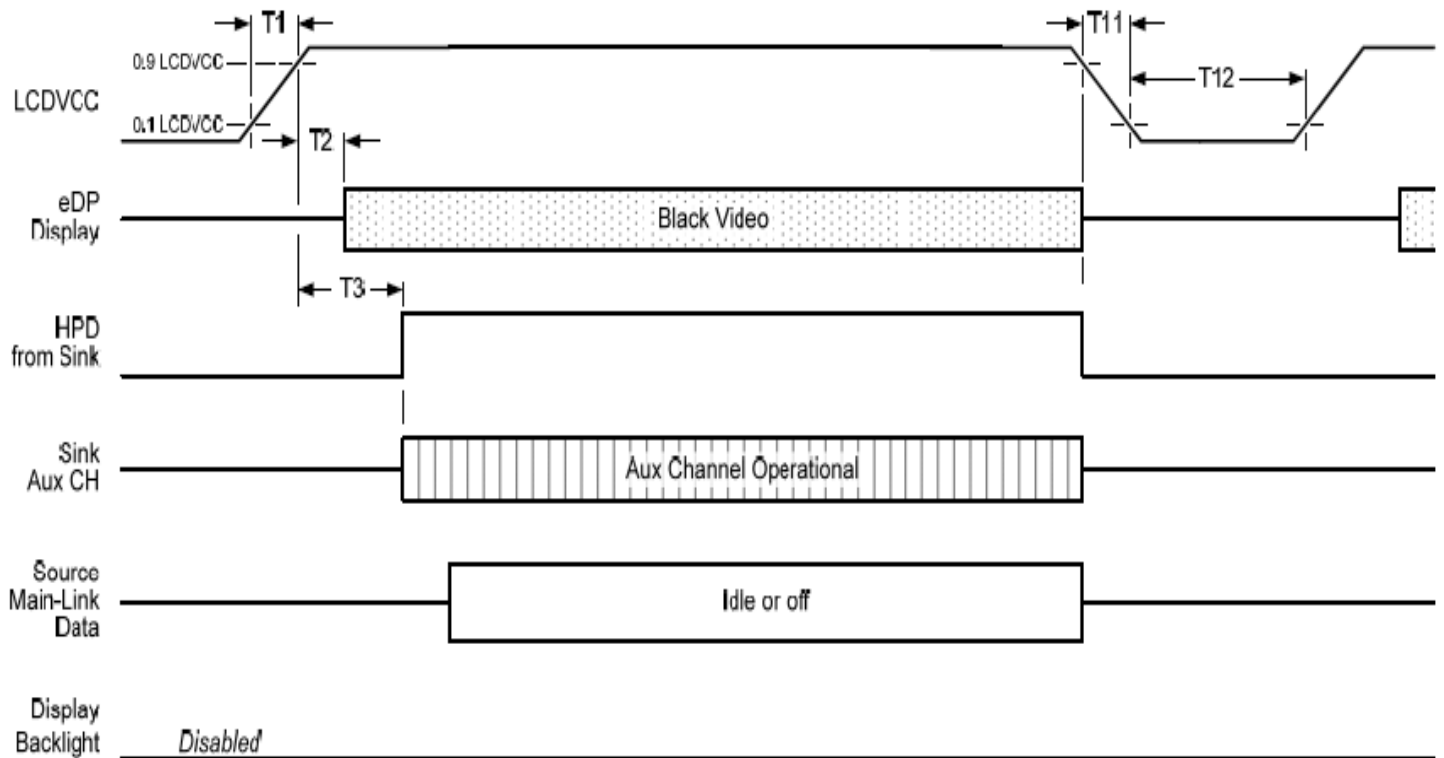 T1
T11
0.9 LCDVCC
LCDVCC
T12
0.1 LCDVCC
T2
eDP
Display
Black Video
T3
HPD
from Sink
Sink
Aux CH
Aux Channel Operational
Source
Main-Link
Data
Idle or off
Display
Backlight
Disabled